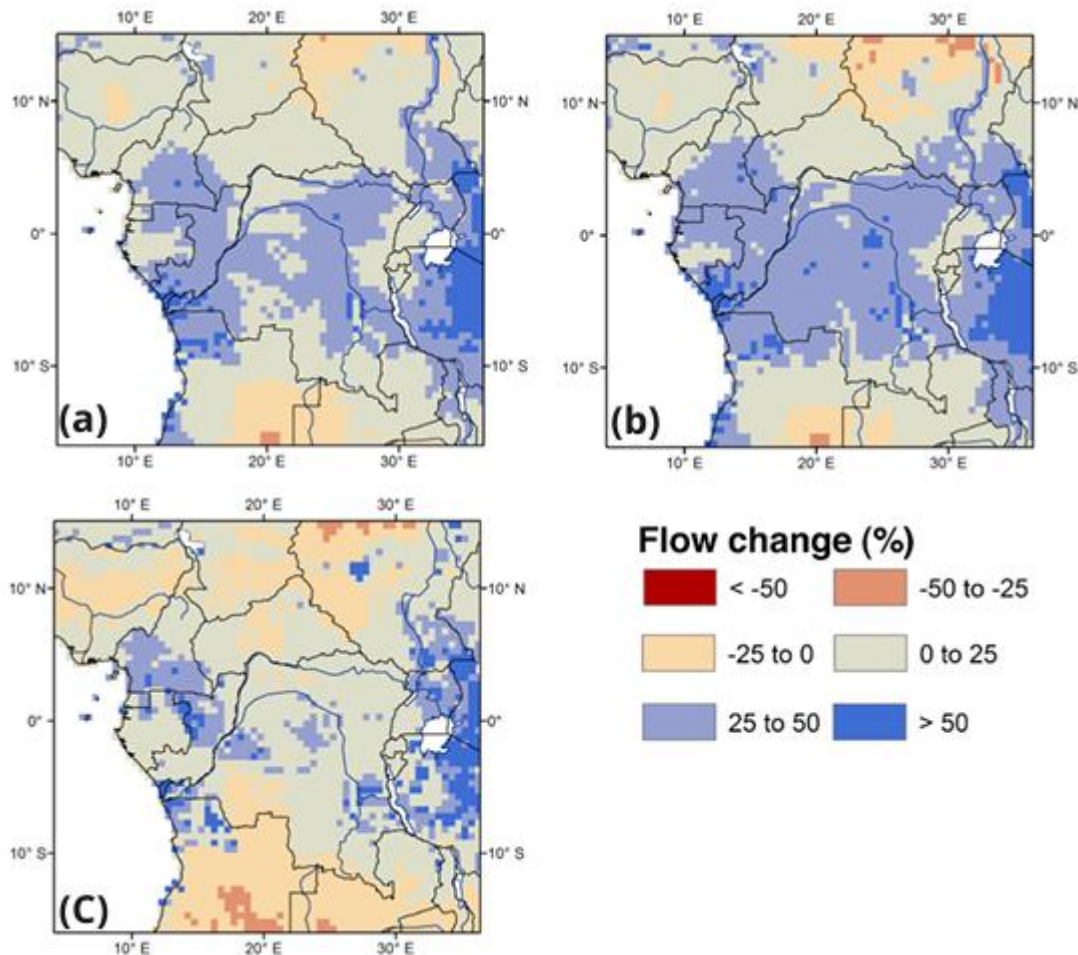 10° E 20° E 30° E
10° N 10° N
0° 0°
10° S 10° S
(a)
10° E 20° E 30° E
10° E 20° E 30° E
10° N
0° 0°
10° S 10° S
(b)
10° E 20° E 30° E
10° E 20° E 30° E
10° N 10° N
0° 0°
10° S 10° S
(C)
10° E 20° E 30° E
Flow change (%)
< -50 -50 to -25
-25 to 0 0 to 25
25 to 50 > 50